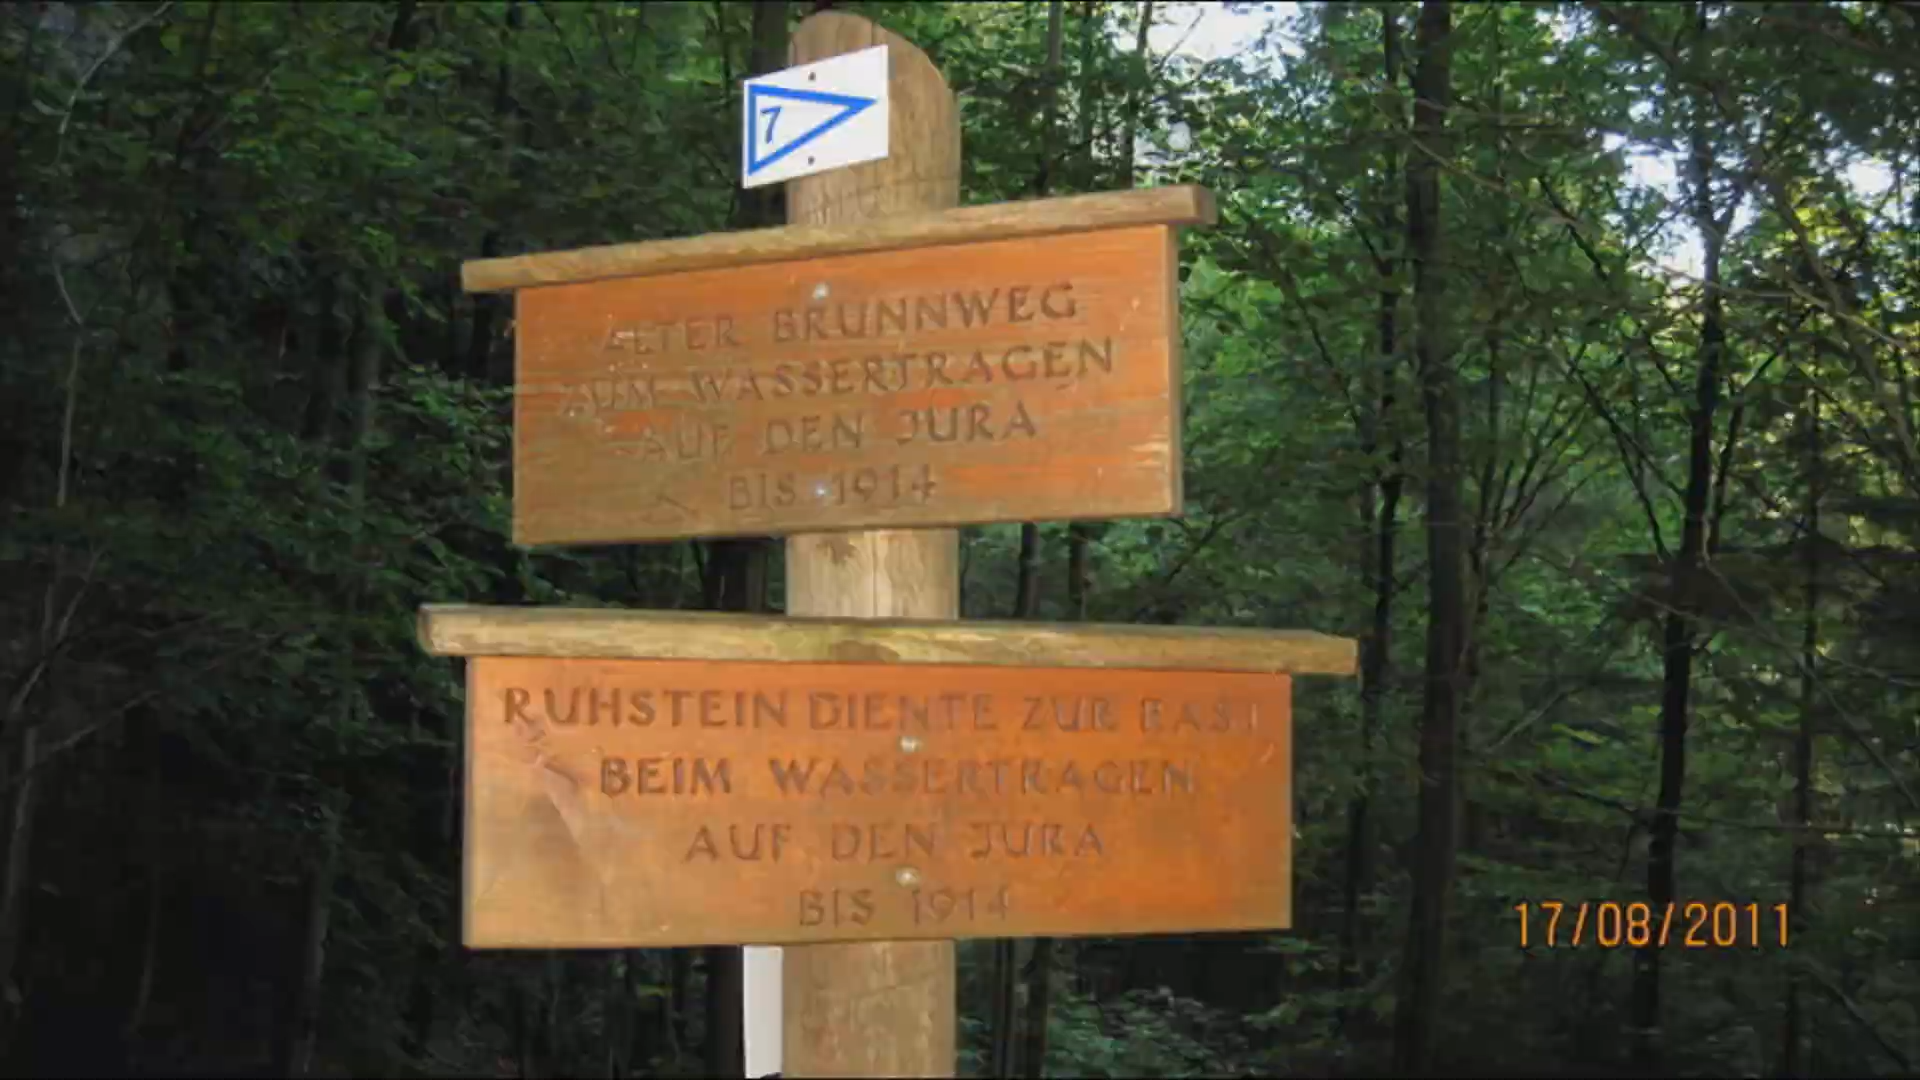 7
ALTER BRUNNWEG
ZUM WASSERTRAGEN
AUF DEN JURA
BIS 1914
RUHSTEIN DIENTE ZUR RAST
BEIM WASSERTRAGEN
AUF DEN JURA
BIS 1914
17/08/2011